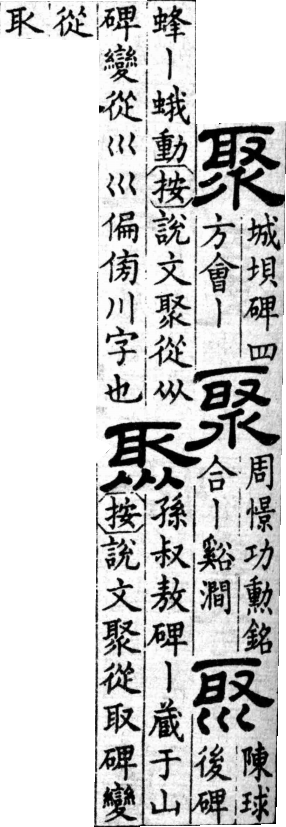 聚
城垻碑四
方會丨
聚
周憬功勳銘
合丨谿澗
聚
陳球
後碑
蜂丨蛾動按說文聚從㐺
碑變從巛巛偏傍川字也
聚
孫叔敖碑丨蔵于山
按說文聚從取碑變
從
取